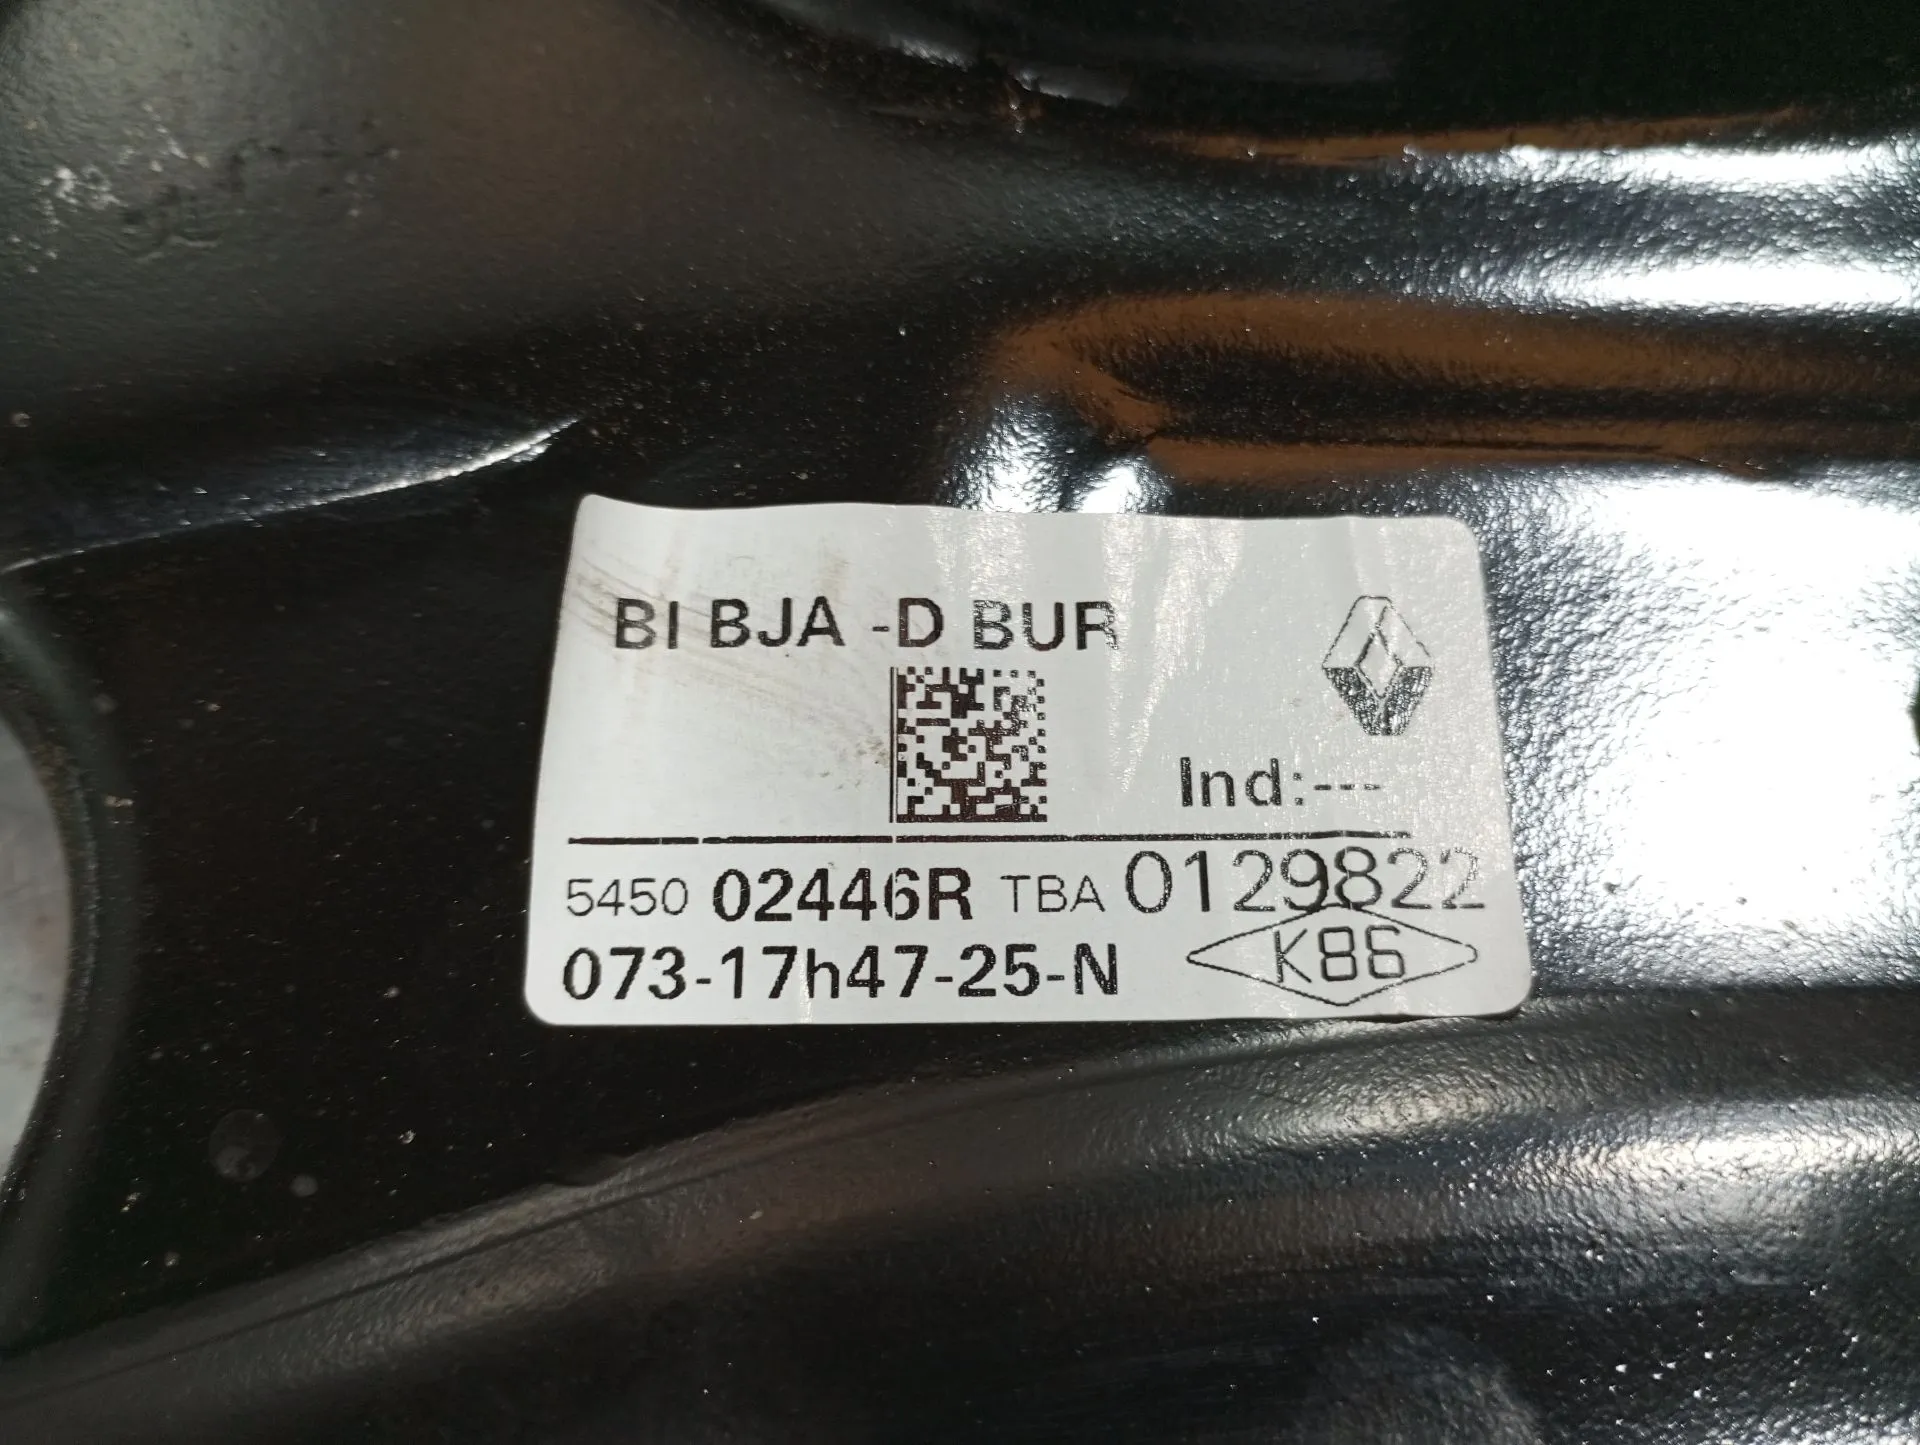 BI BJA -D BUR
Ind:---
5450 02446R TBA 0129822
073-17h47-25-N K86